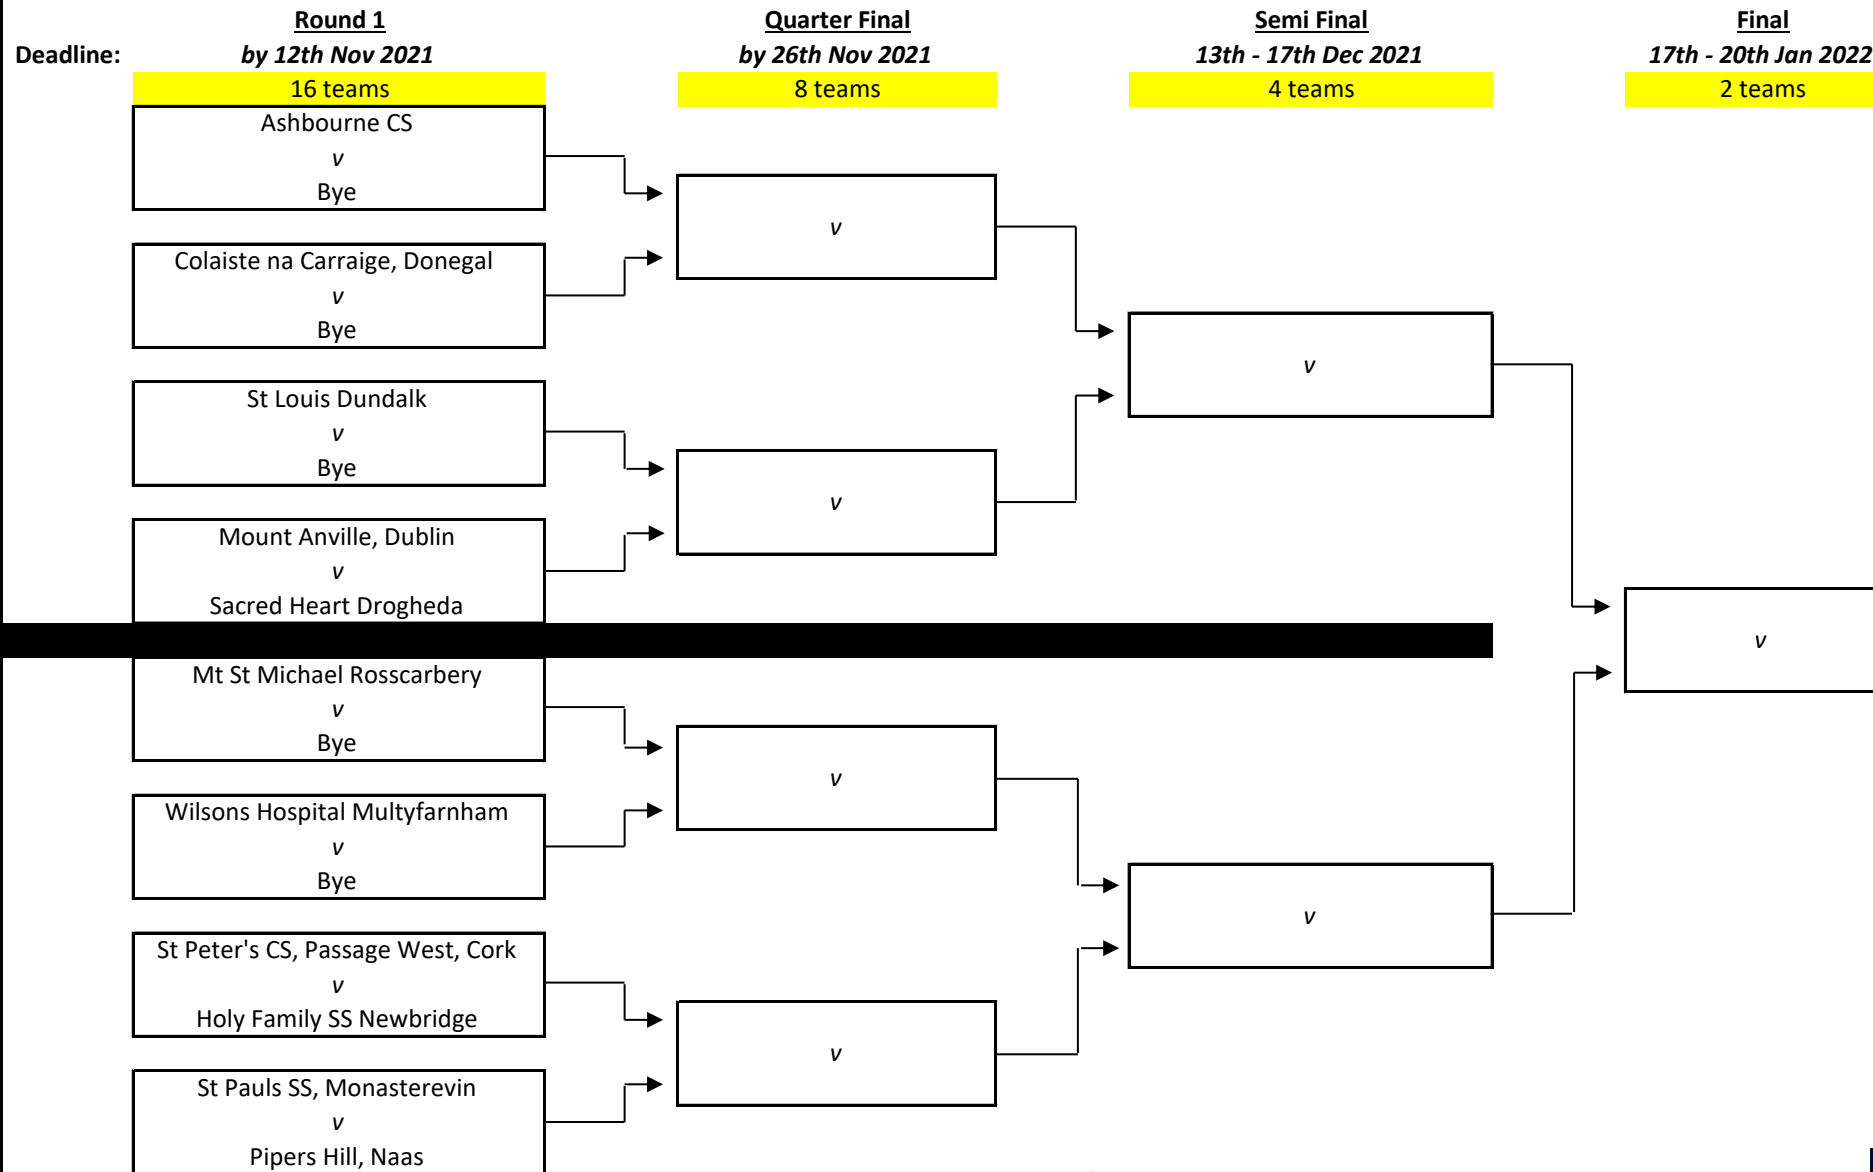 Round 1 Quarter Final Semi Final Final
Deadline: by 12th Nov 2021 by 26th Nov 2021 13th - 17th Dec 2021 17th - 20th Jan 2022
16 teams 8 teams 4 teams 2 teams
Ashbourne CS
v
Bye
v
Colaiste na Carraige, Donegal
v
Bye
v
St Louis Dundalk
v
Bye
v
Mount Anville, Dublin
v
Sacred Heart Drogheda
v
Mt St Michael Rosscarbery
v
Bye
v
Wilsons Hospital Multyfarnham
v
Bye
v
St Peter's CS, Passage West, Cork
v
Holy Family SS Newbridge
v
St Pauls SS, Monasterevin
v
Pipers Hill, Naas